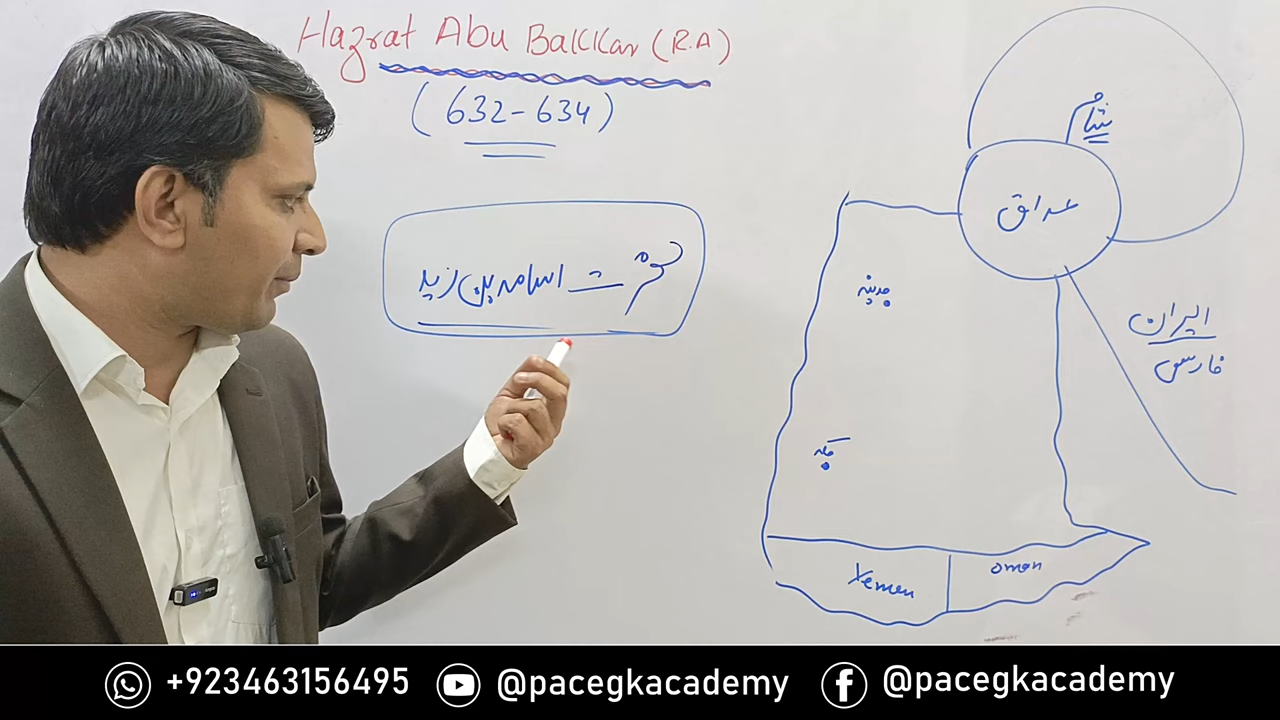 Hazrat Abu Bakkar (R.A)
(632-634)
اسامہ بن زید
شام
عراق
مدینہ
ایران
فارس
مکہ
Yemen
oman
+923463156495
@pacegkacademy
@pacegkacademy